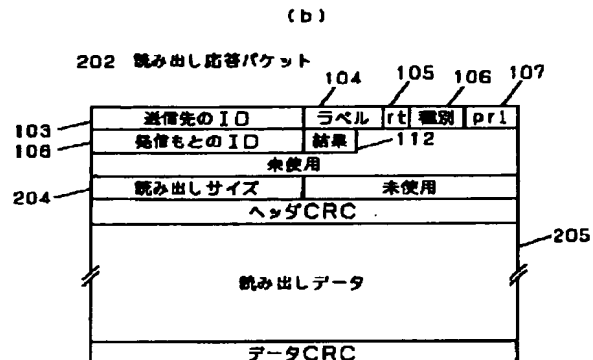 (b)
202 読み出し応答パケット
104 105 106 107
103 送信先のID ラベル rt 種別 pri
108 発信もとのID 結果 112
未使用
204 読み出しサイズ 未使用
ヘッダCRC
205
読み出しデータ
データCRC